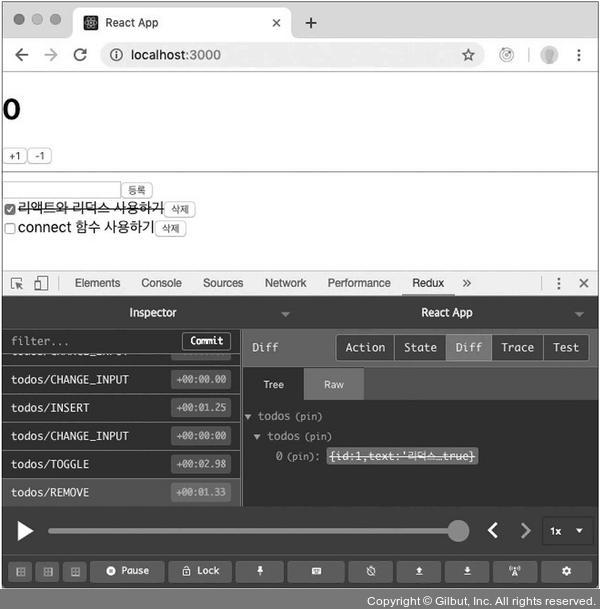 React App
localhost:3000
0
+1 -1
등록
리액트와 리덕스 사용하기 삭제
connect 함수 사용하기 삭제
Elements Console Sources Network Performance Redux »
Inspector React App
filter... Commit
Diff Action State Diff Trace Test
todos/CHANGE_INPUT
Tree Raw
todos/CHANGE_INPUT +00:00.00
todos/INSERT +00:01.25
todos/CHANGE_INPUT +00:00:00
todos/TOGGLE +00:02.98
todos/REMOVE +00:01.33
todos (pin)
todos (pin)
0 (pin): {id:1,text:'리덕스…true}
1x
Pause Lock
Copyright © Gilbut, Inc. All rights reserved.